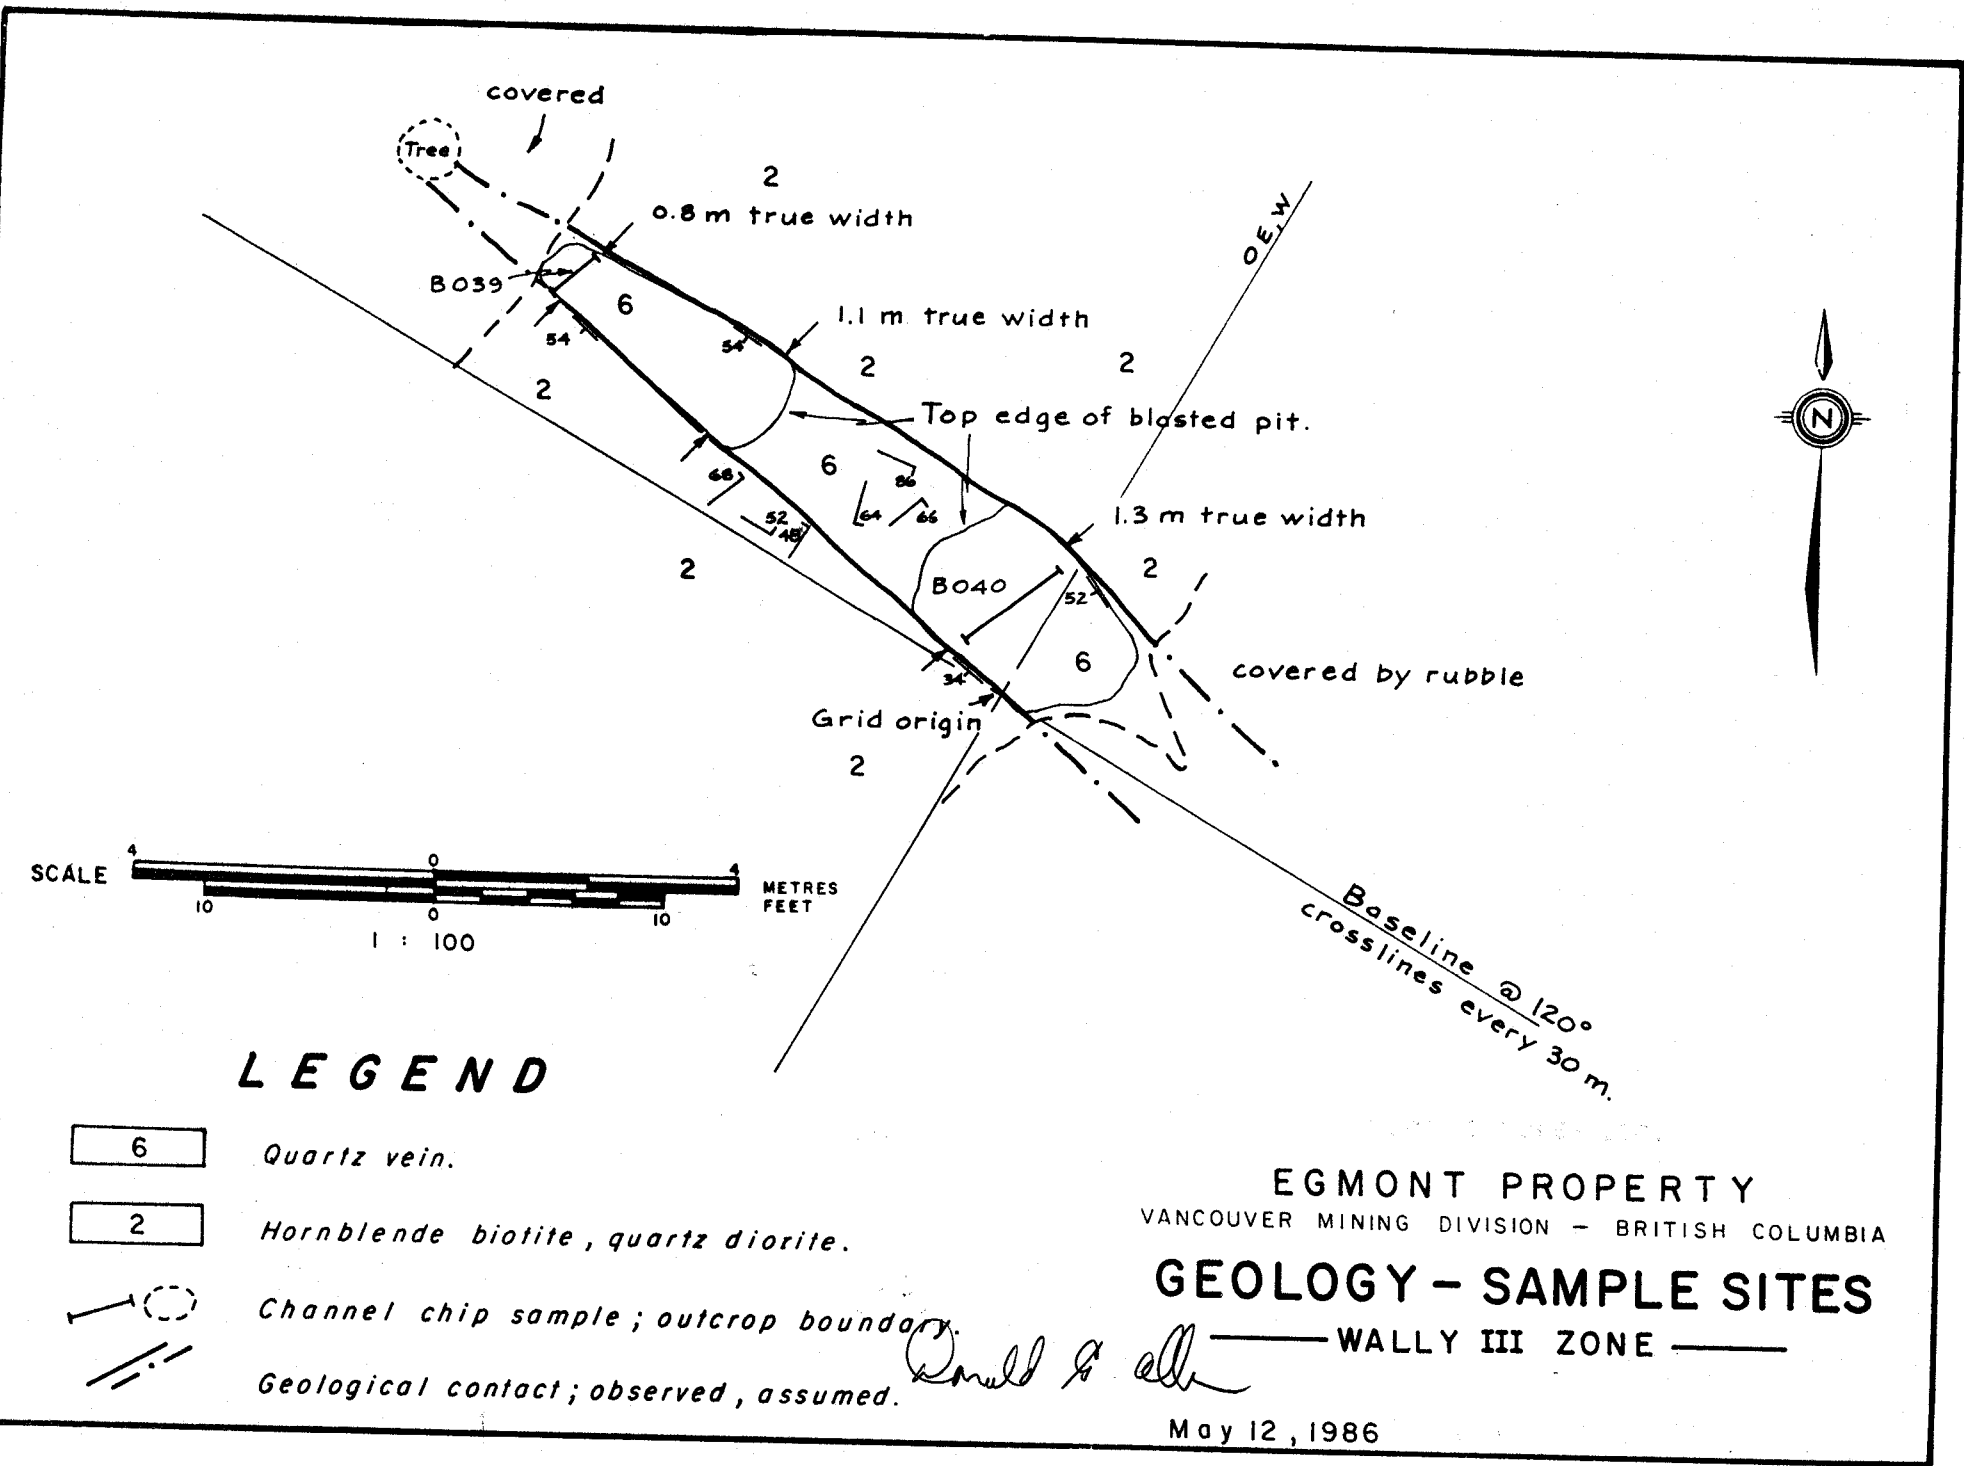 covered
Tree
2
0.8 m true width
O E, W
B039
6
1.1 m true width
54
54
2
2
2
Top edge of blasted pit.
N
6
68
86
52
48
64
66
1.3 m true width
2
2
B040
52
6
34
covered by rubble
Grid origin
2
SCALE
4 0 4
METRES
FEET
10 0 10
1 : 100
Baseline @ 120°
crosslines every 30 m.
LEGEND
6 Quartz vein.
2 Hornblende biotite, quartz diorite.
Channel chip sample; outcrop boundary.
Geological contact; observed, assumed.
EGMONT PROPERTY
VANCOUVER MINING DIVISION – BRITISH COLUMBIA
GEOLOGY – SAMPLE SITES
WALLY III ZONE
Donald G
May 12, 1986